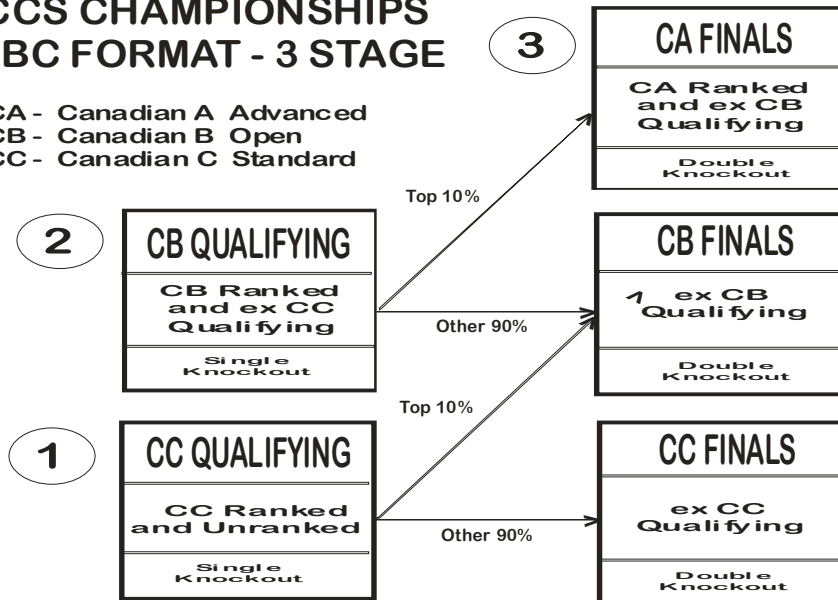 CCS CHAMPIONSHIPS
BC FORMAT - 3 STAGE
CA - Canadian A Advanced
CB - Canadian B Open
CC - Canadian C Standard
3
CA FINALS
CA Ranked
and ex CB
Qualifying
Double
Knockout
Top 10%
2
CB QUALIFYING
CB Ranked
and ex CC
Qualifying
Single
Knockout
Other 90%
CB FINALS
ex CB
Qualifying
Double
Knockout
Top 10%
1
CC QUALIFYING
CC Ranked
and Unranked
Single
Knockout
Other 90%
CC FINALS
ex CC
Qualifying
Double
Knockout